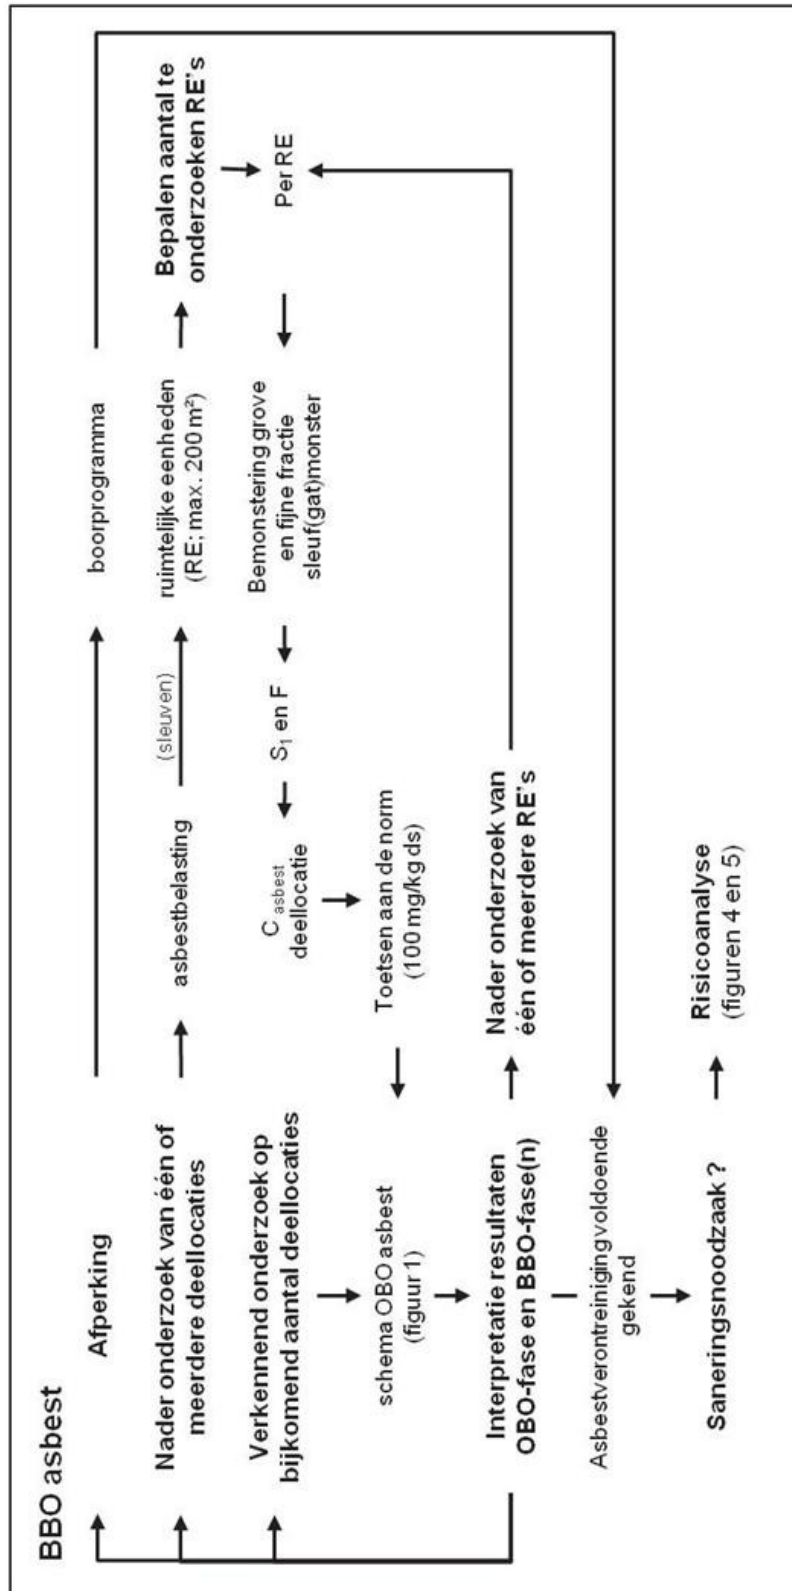 BBO asbest
Afperking
boorprogramma
Nader onderzoek van één of
meerdere deellocaties
asbestbelasting
(sleuven)
ruimtelijke eenheden
(RE; max. 200 m²)
Bepalen aantal te
onderzoeken RE's
Verkennend onderzoek op
bijkomend aantal deellocaties
C asbest
deellocatie
S₁ en F
Bemonstering grove
en fijne fractie
sleuf(gat)monster
Per RE
schema OBO asbest
(figuur 1)
Toetsen aan de norm
(100 mg/kg ds)
Interpretatie resultaten
OBO-fase en BBO-fase(n)
Nader onderzoek van
één of meerdere RE's
Asbestverontreiniging voldoende
gekend
Saneringsnoodzaak ?
Risicoanalyse
(figuren 4 en 5)